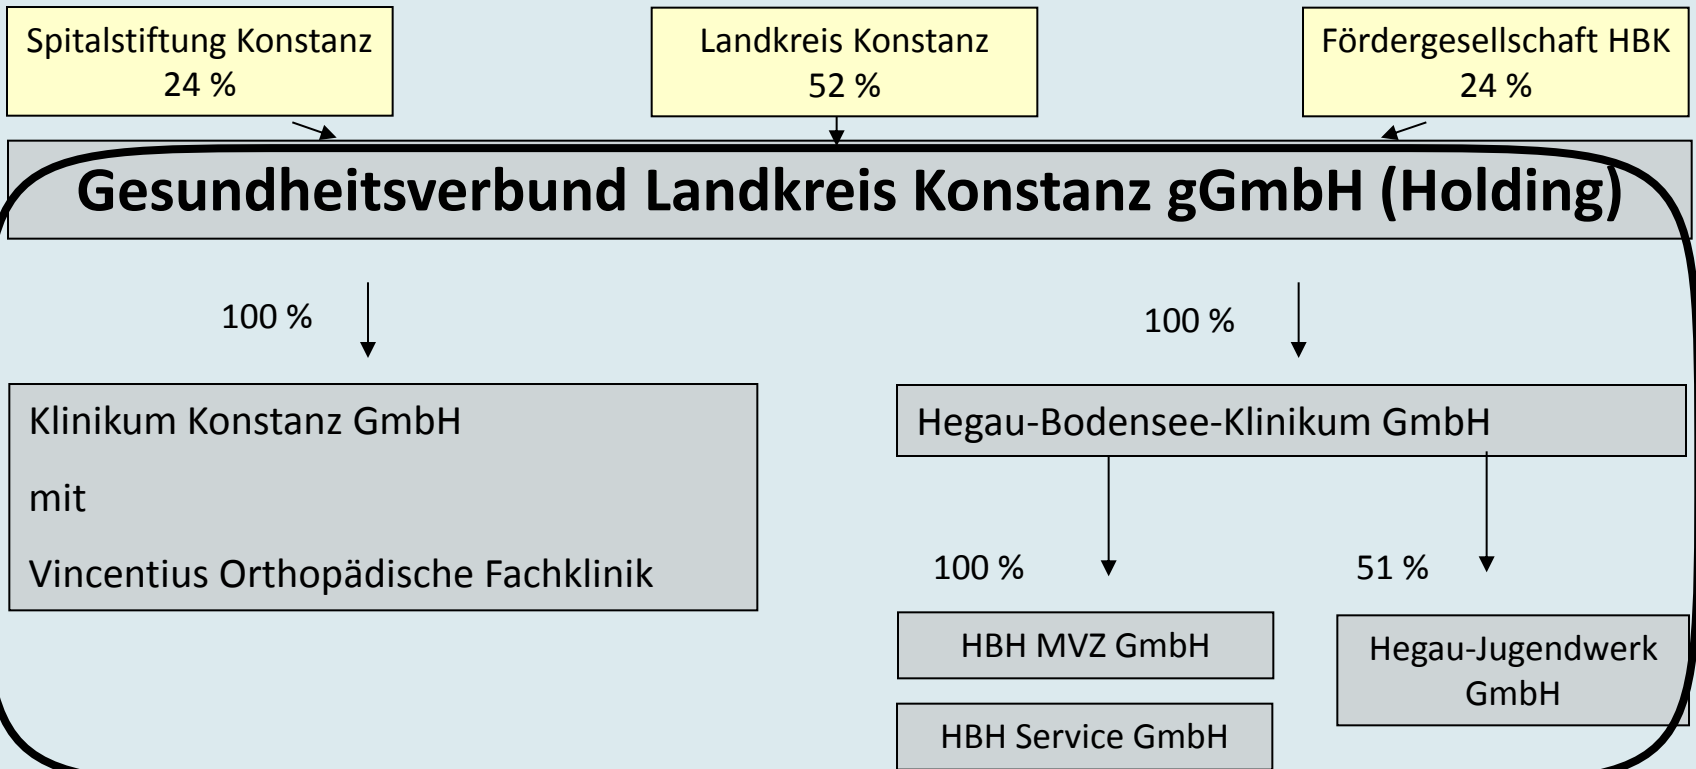 Spitalstiftung Konstanz
24 %
Landkreis Konstanz
52 %
Fördergesellschaft HBK
24 %
Gesundheitsverbund Landkreis Konstanz gGmbH (Holding)
100 %
100 %
Klinikum Konstanz GmbH
mit
Vincentius Orthopädische Fachklinik
Hegau-Bodensee-Klinikum GmbH
100 %
51 %
HBH MVZ GmbH
Hegau-Jugendwerk
GmbH
HBH Service GmbH